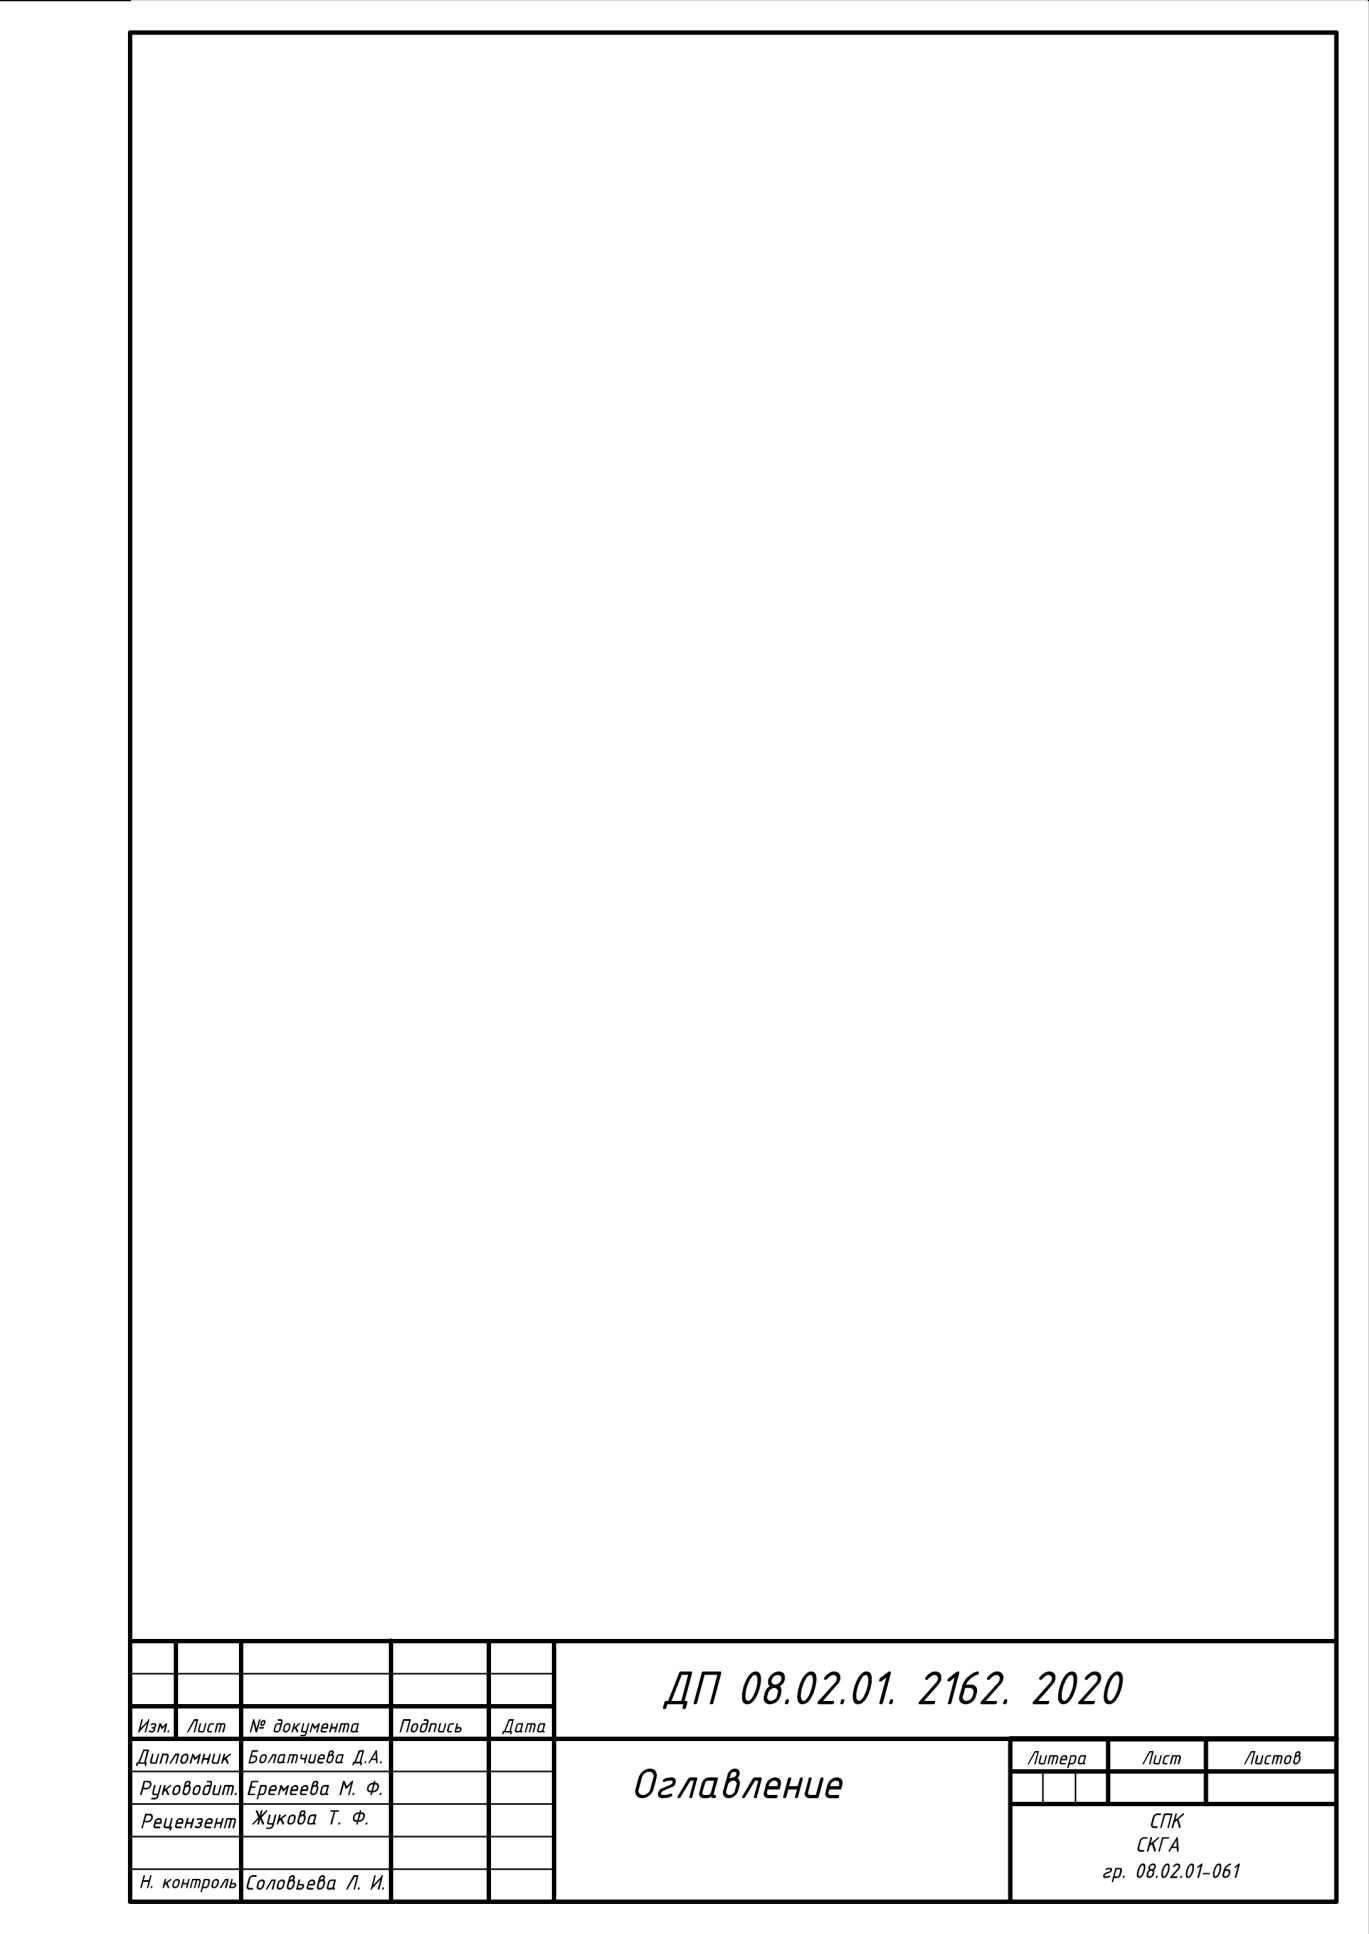 ДП 08.02.01. 2162. 2020
Изм. Лист № документа Подпись Дата
Дипломник Болатчиева Д.А.
Руководит. Еремеева М. Ф.
Рецензент Жукова Т. Ф.
Н. контроль Соловьева Л. И.
Оглавление
Литера Лист Листов
СПК
СКГА
гр. 08.02.01-061